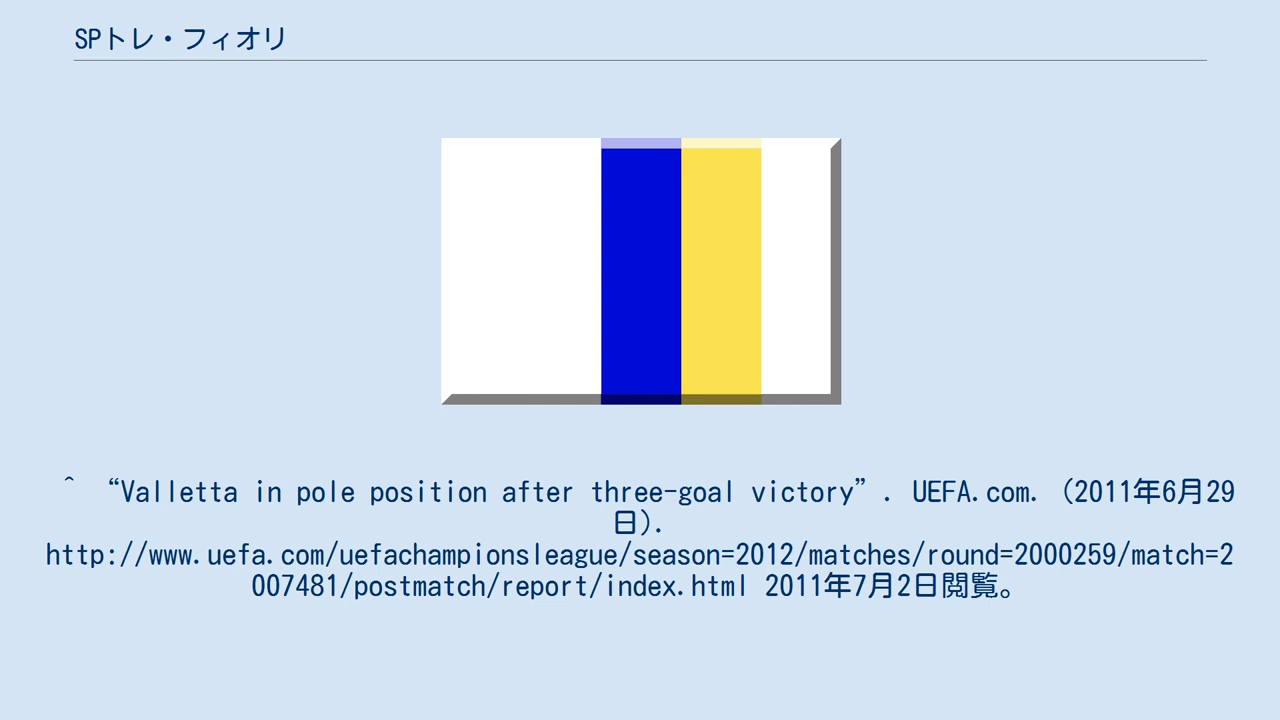 SPトレ・フィオリ
^ “Valletta in pole position after three-goal victory”. UEFA.com. (2011年6月29
日).
http://www.uefa.com/uefachampionsleague/season=2012/matches/round=2000259/match=2
007481/postmatch/report/index.html 2011年7月2日閲覧。